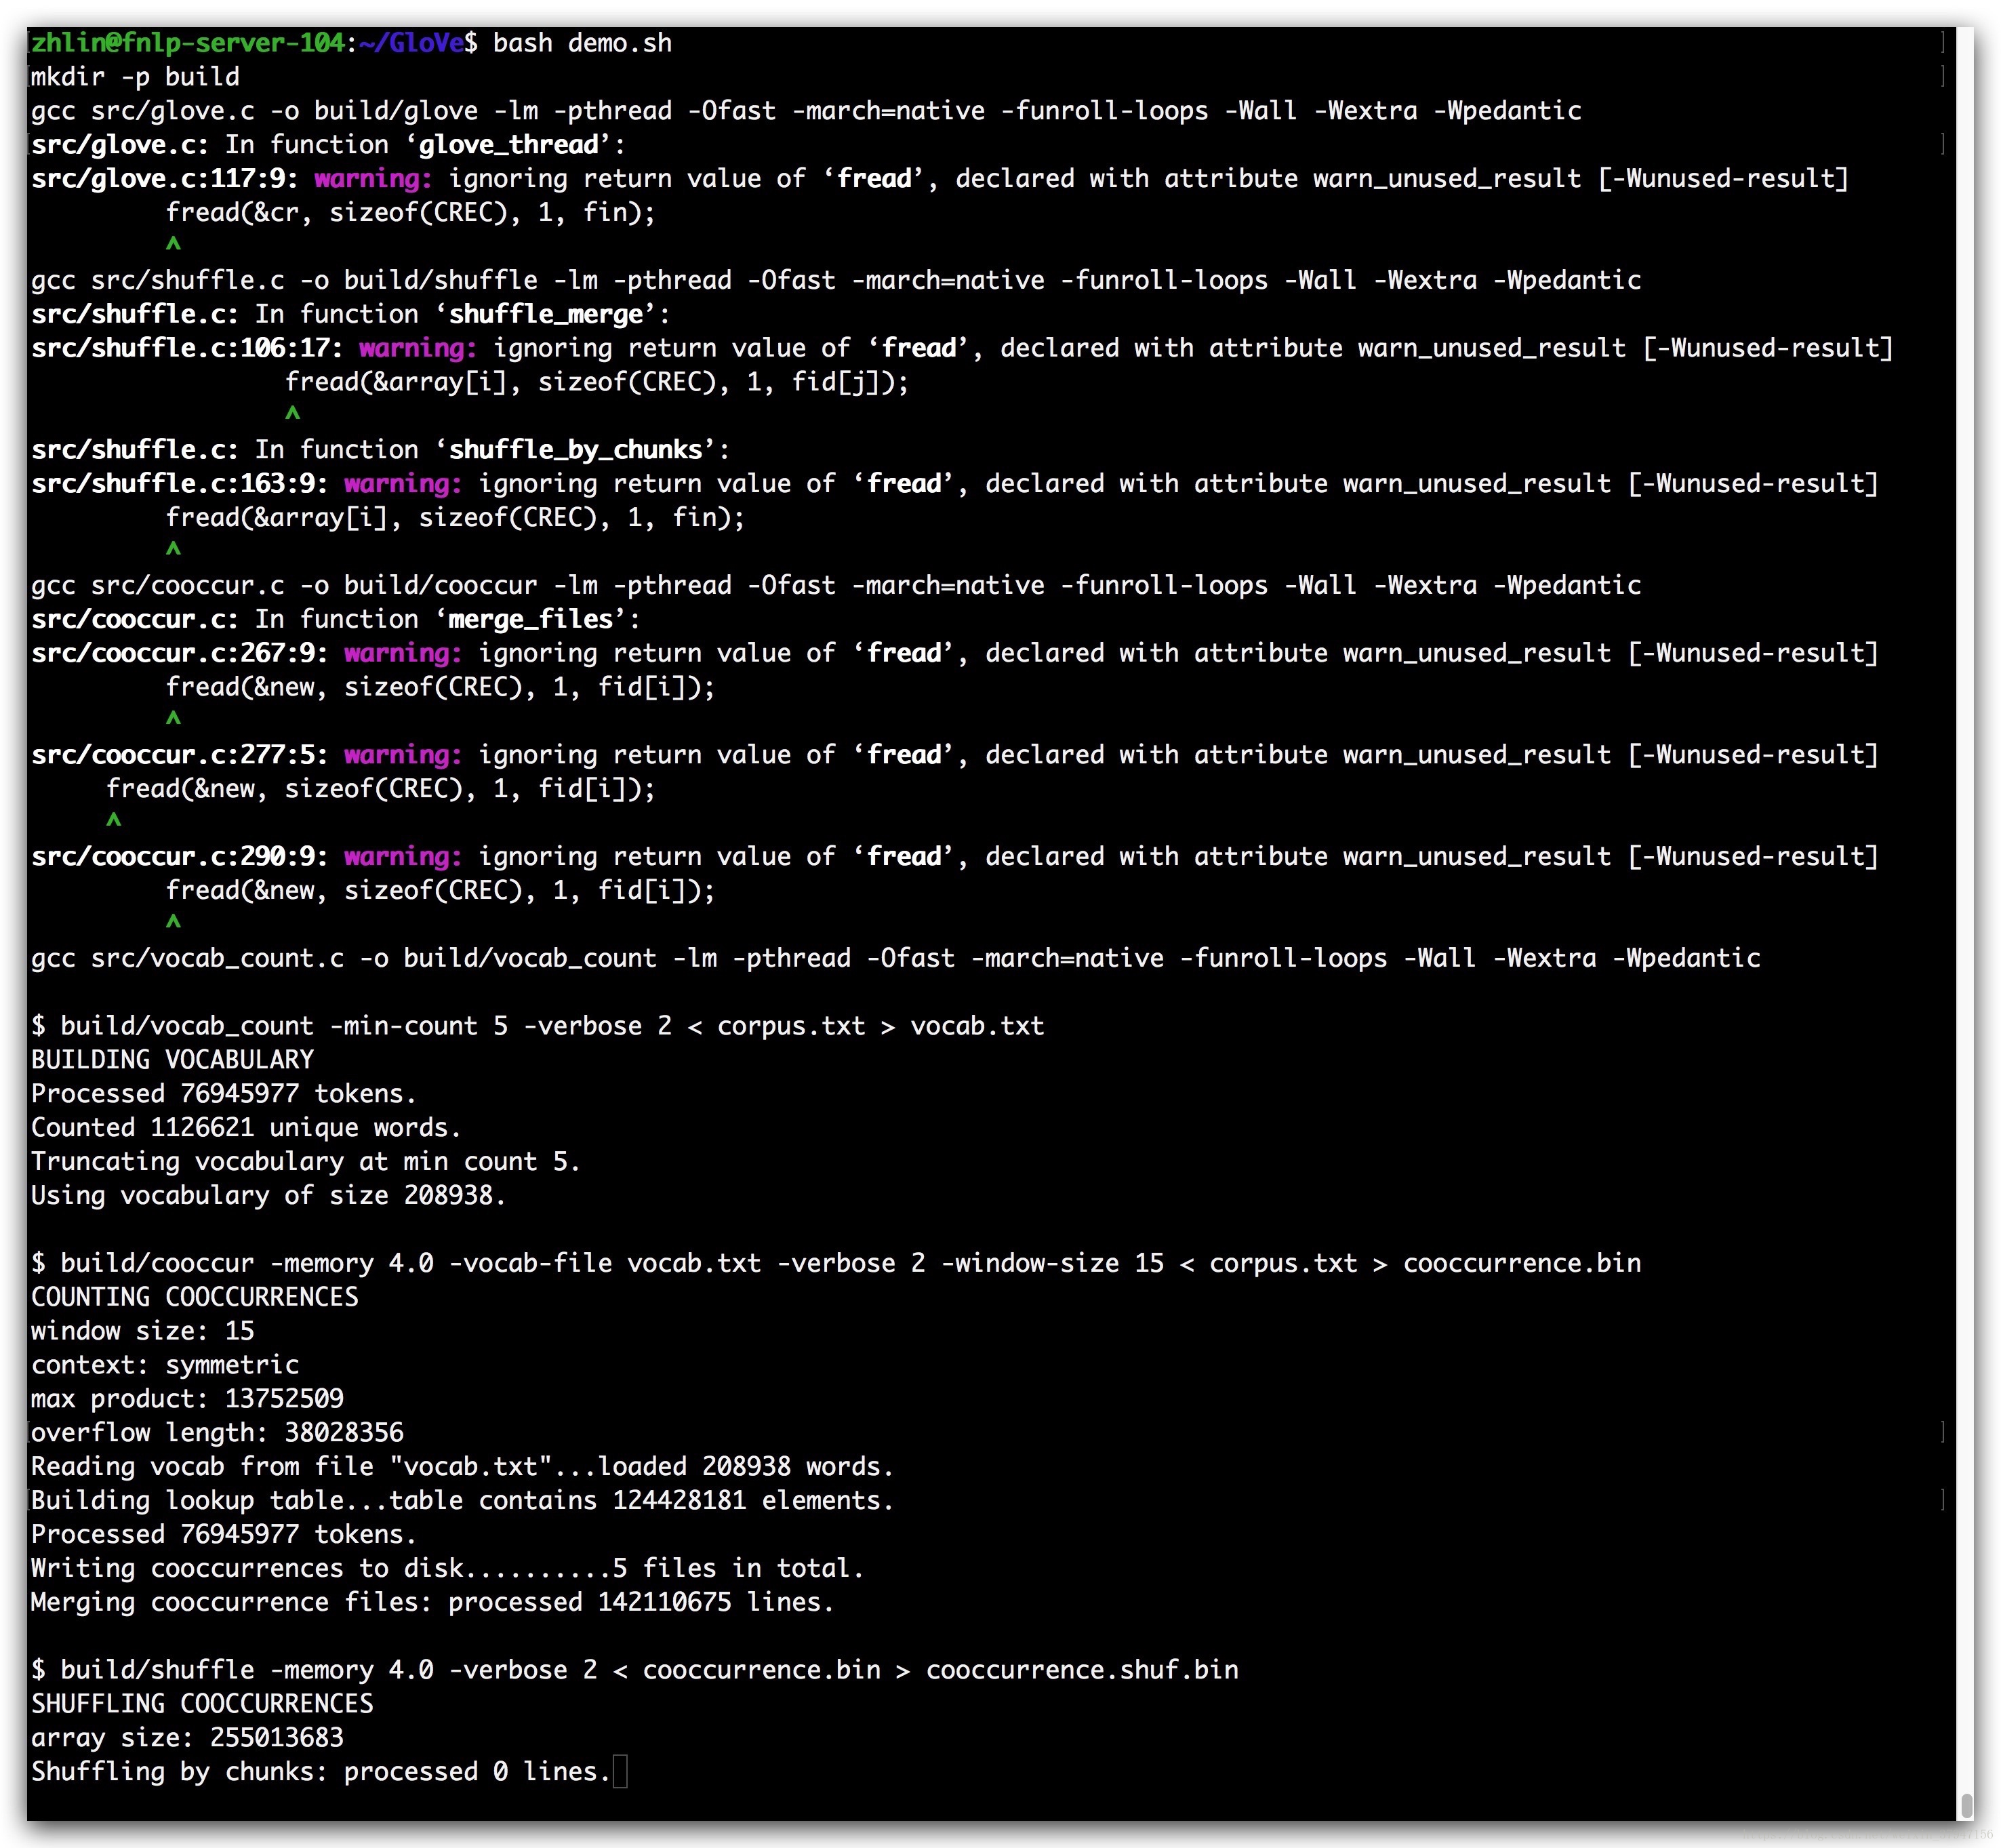 zhlin@fnlp-server-104:~/GloVe$ bash demo.sh
mkdir -p build
gcc src/glove.c -o build/glove -lm -pthread -Ofast -march=native -funroll-loops -Wall -Wextra -Wpedantic
src/glove.c: In function ‘glove_thread’:
src/glove.c:117:9: warning: ignoring return value of ‘fread’, declared with attribute warn_unused_result [-Wunused-result]
         fread(&cr, sizeof(CREC), 1, fin);
         ^
gcc src/shuffle.c -o build/shuffle -lm -pthread -Ofast -march=native -funroll-loops -Wall -Wextra -Wpedantic
src/shuffle.c: In function ‘shuffle_merge’:
src/shuffle.c:106:17: warning: ignoring return value of ‘fread’, declared with attribute warn_unused_result [-Wunused-result]
                 fread(&array[i], sizeof(CREC), 1, fid[j]);
                 ^
src/shuffle.c: In function ‘shuffle_by_chunks’:
src/shuffle.c:163:9: warning: ignoring return value of ‘fread’, declared with attribute warn_unused_result [-Wunused-result]
         fread(&array[i], sizeof(CREC), 1, fin);
         ^
gcc src/cooccur.c -o build/cooccur -lm -pthread -Ofast -march=native -funroll-loops -Wall -Wextra -Wpedantic
src/cooccur.c: In function ‘merge_files’:
src/cooccur.c:267:9: warning: ignoring return value of ‘fread’, declared with attribute warn_unused_result [-Wunused-result]
         fread(&new, sizeof(CREC), 1, fid[i]);
         ^
src/cooccur.c:277:5: warning: ignoring return value of ‘fread’, declared with attribute warn_unused_result [-Wunused-result]
     fread(&new, sizeof(CREC), 1, fid[i]);
     ^
src/cooccur.c:290:9: warning: ignoring return value of ‘fread’, declared with attribute warn_unused_result [-Wunused-result]
         fread(&new, sizeof(CREC), 1, fid[i]);
         ^
gcc src/vocab_count.c -o build/vocab_count -lm -pthread -Ofast -march=native -funroll-loops -Wall -Wextra -Wpedantic

$ build/vocab_count -min-count 5 -verbose 2 < corpus.txt > vocab.txt
BUILDING VOCABULARY
Processed 76945977 tokens.
Counted 1126621 unique words.
Truncating vocabulary at min count 5.
Using vocabulary of size 208938.

$ build/cooccur -memory 4.0 -vocab-file vocab.txt -verbose 2 -window-size 15 < corpus.txt > cooccurrence.bin
COUNTING COOCCURRENCES
window size: 15
context: symmetric
max product: 13752509
overflow length: 38028356
Reading vocab from file "vocab.txt"...loaded 208938 words.
Building lookup table...table contains 124428181 elements.
Processed 76945977 tokens.
Writing cooccurrences to disk..........5 files in total.
Merging cooccurrence files: processed 142110675 lines.

$ build/shuffle -memory 4.0 -verbose 2 < cooccurrence.bin > cooccurrence.shuf.bin
SHUFFLING COOCCURRENCES
array size: 255013683
Shuffling by chunks: processed 0 lines.